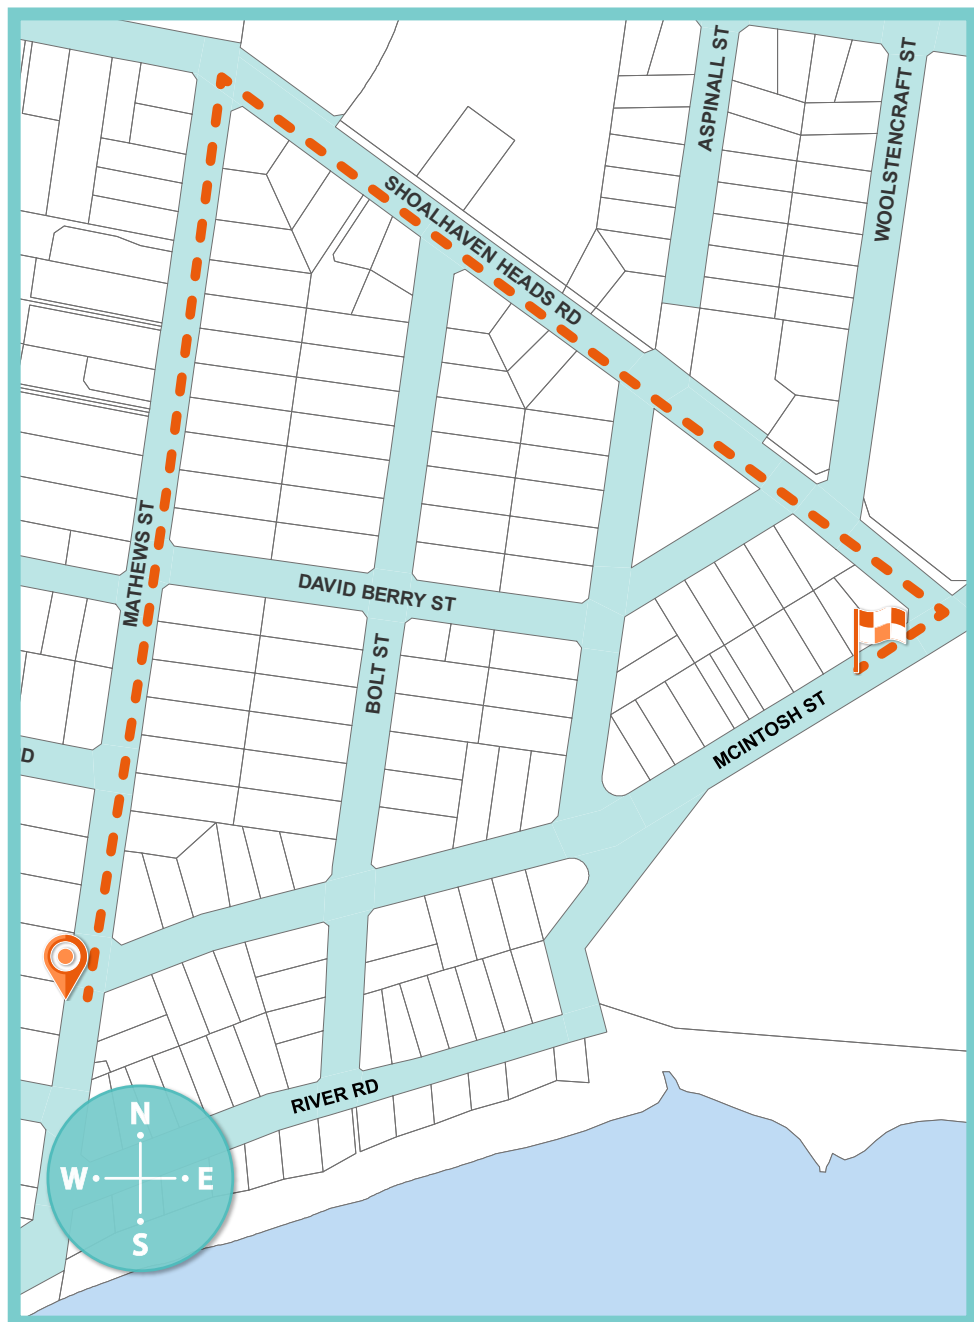 ASPINALL ST
WOOLSTENCRAFT ST
SHOALHAVEN HEADS RD
MATHEWS ST
DAVID BERRY ST
BOLT ST
MCINTOSH ST
D
RIVER RD
N
W E
S